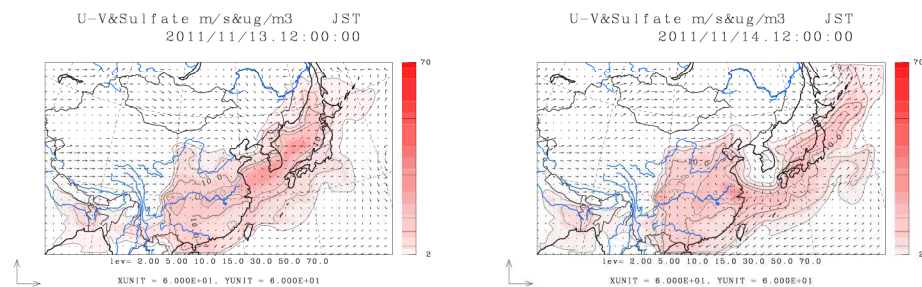 U-V&Sulfate m/s&ug/m3 JST
2011/11/13.12:00:00
70
10.0
2
lev= 2.00 5.00 10.0 15.0 30.0 50.0 70.0
XUNIT = 6.000E+01, YUNIT = 6.000E+01
U-V&Sulfate m/s&ug/m3 JST
2011/11/14.12:00:00
70
10.0
10.0
2
lev= 2.00 5.00 10.0 15.0 30.0 50.0 70.0
XUNIT = 6.000E+01, YUNIT = 6.000E+01